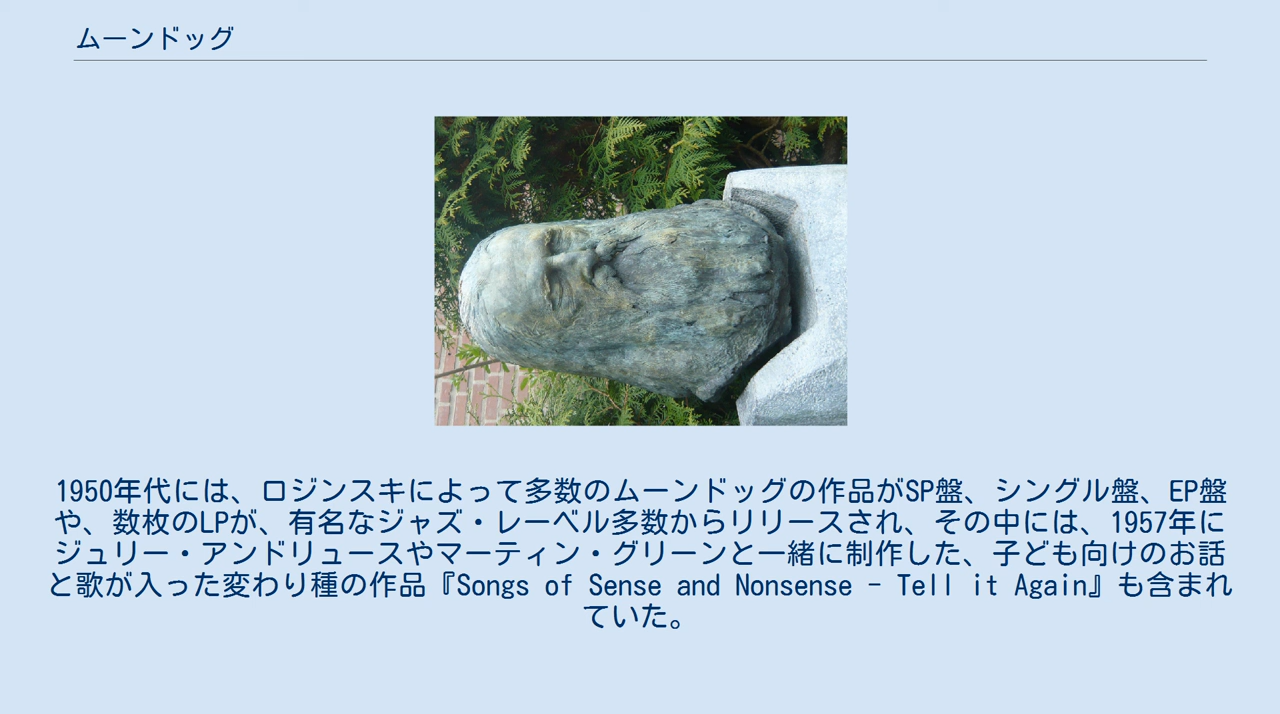 ムーンドッグ
1950年代には、ロジンスキによって多数のムーンドッグの作品がSP盤、シングル盤、EP盤
や、数枚のLPが、有名なジャズ・レーベル多数からリリースされ、その中には、1957年に
ジュリー・アンドリュースやマーティン・グリーンと一緒に制作した、子ども向けのお話
と歌が入った変わり種の作品『Songs of Sense and Nonsense - Tell it Again』も含まれ
ていた。